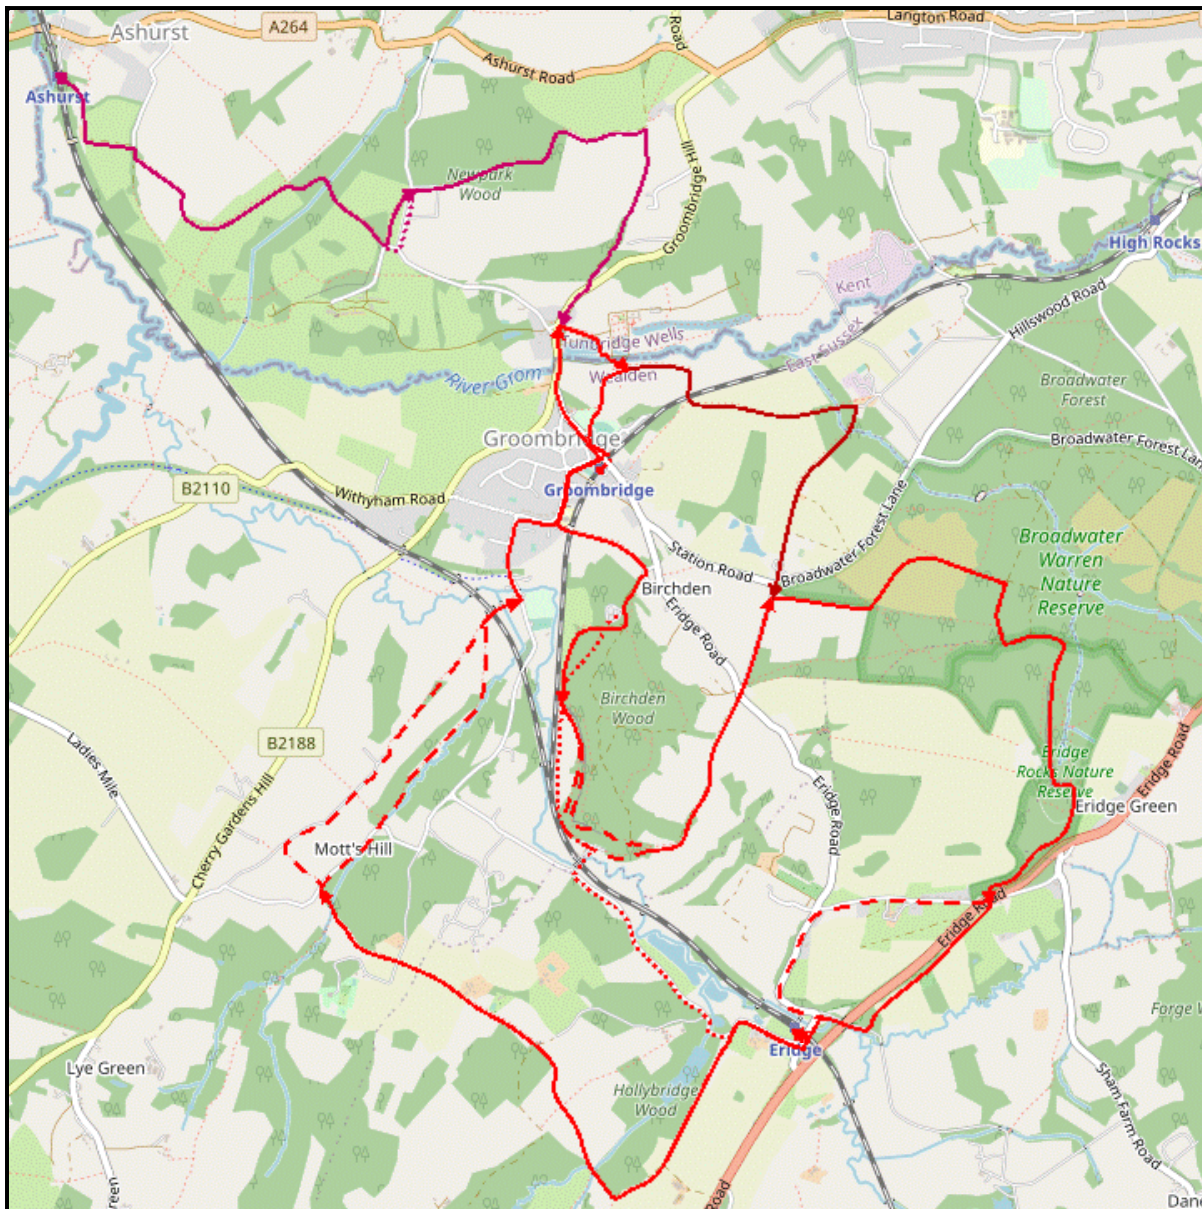 Ashurst
A264
Langton Road
Road
Ashurst Road
Ashurst
Groombridge Hill
Newpark
Wood
High Rocks
Kent
Hillswood Road
Tunbridge Wells
East Sussex
Wealden
River Grom
Broadwater
Forest
Groombridge
Broadwater Forest Lane
B2110
Withyham Road
Groombridge
Broadwater Forest Lane
Station Road
Broadwater
Warren
Nature
Reserve
Birchden
Eridge Road
Birchden
Wood
Ladies Mile
B2188
Eridge
Rocks Nature
Reserve
Eridge Road
Eridge Green
Eridge Road
Cherry Gardens Hill
Mott's Hill
Eridge Road
Forge W
Eridge
Lye Green
Hollybridge
Wood
Sham Farm Road
Green
Road
Dane